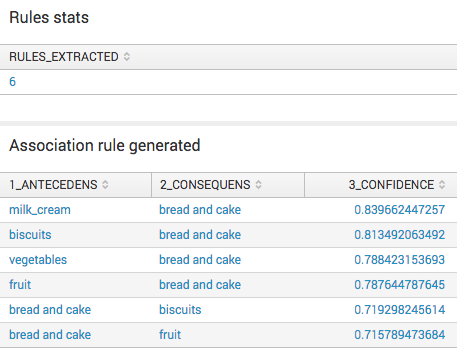 Rules stats
RULES_EXTRACTED
6
Association rule generated
1_ANTECEDENS 2_CONSEQUENS 3_CONFIDENCE
milk_cream bread and cake 0.839662447257
biscuits bread and cake 0.813492063492
vegetables bread and cake 0.788423153693
fruit bread and cake 0.787644787645
bread and cake biscuits 0.719298245614
bread and cake fruit 0.715789473684